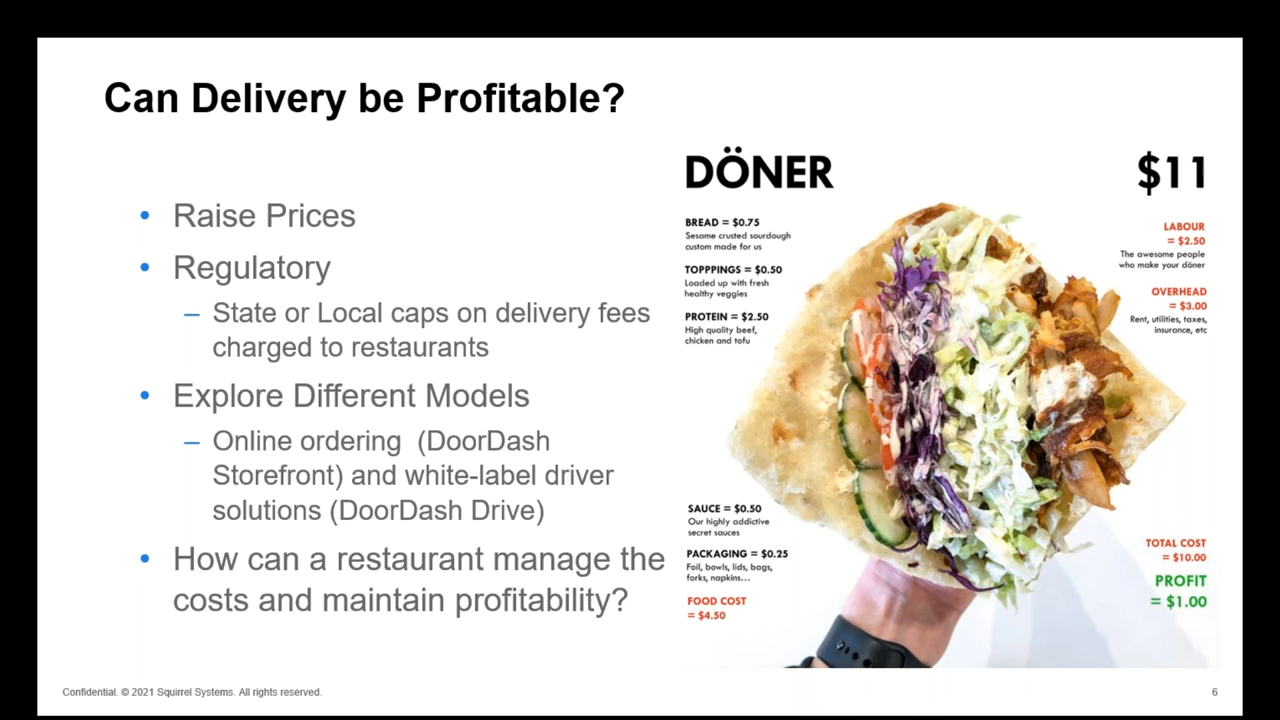 Can Delivery be Profitable?
• Raise Prices
• Regulatory
– State or Local caps on delivery fees
charged to restaurants
• Explore Different Models
– Online ordering (DoorDash
Storefront) and white-label driver
solutions (DoorDash Drive)
• How can a restaurant manage the
costs and maintain profitability?
DÖNER
$11
BREAD = $0.75
Sesame crusted sourdough
custom made for us
TOPPPINGS = $0.50
Loaded up with fresh
healthy veggies
PROTEIN = $2.50
High quality beef,
chicken and tofu
SAUCE = $0.50
Our highly addictive
secret sauces
PACKAGING = $0.25
Foil, bowls, lids, bags,
forks, napkins...
FOOD COST
= $4.50
LABOUR
= $2.50
The awesome people
who make your döner
OVERHEAD
= $3.00
Rent, utilities, taxes,
insurance, etc
TOTAL COST
= $10.00
PROFIT
= $1.00
Confidential. © 2021 Squirrel Systems. All rights reserved.
6